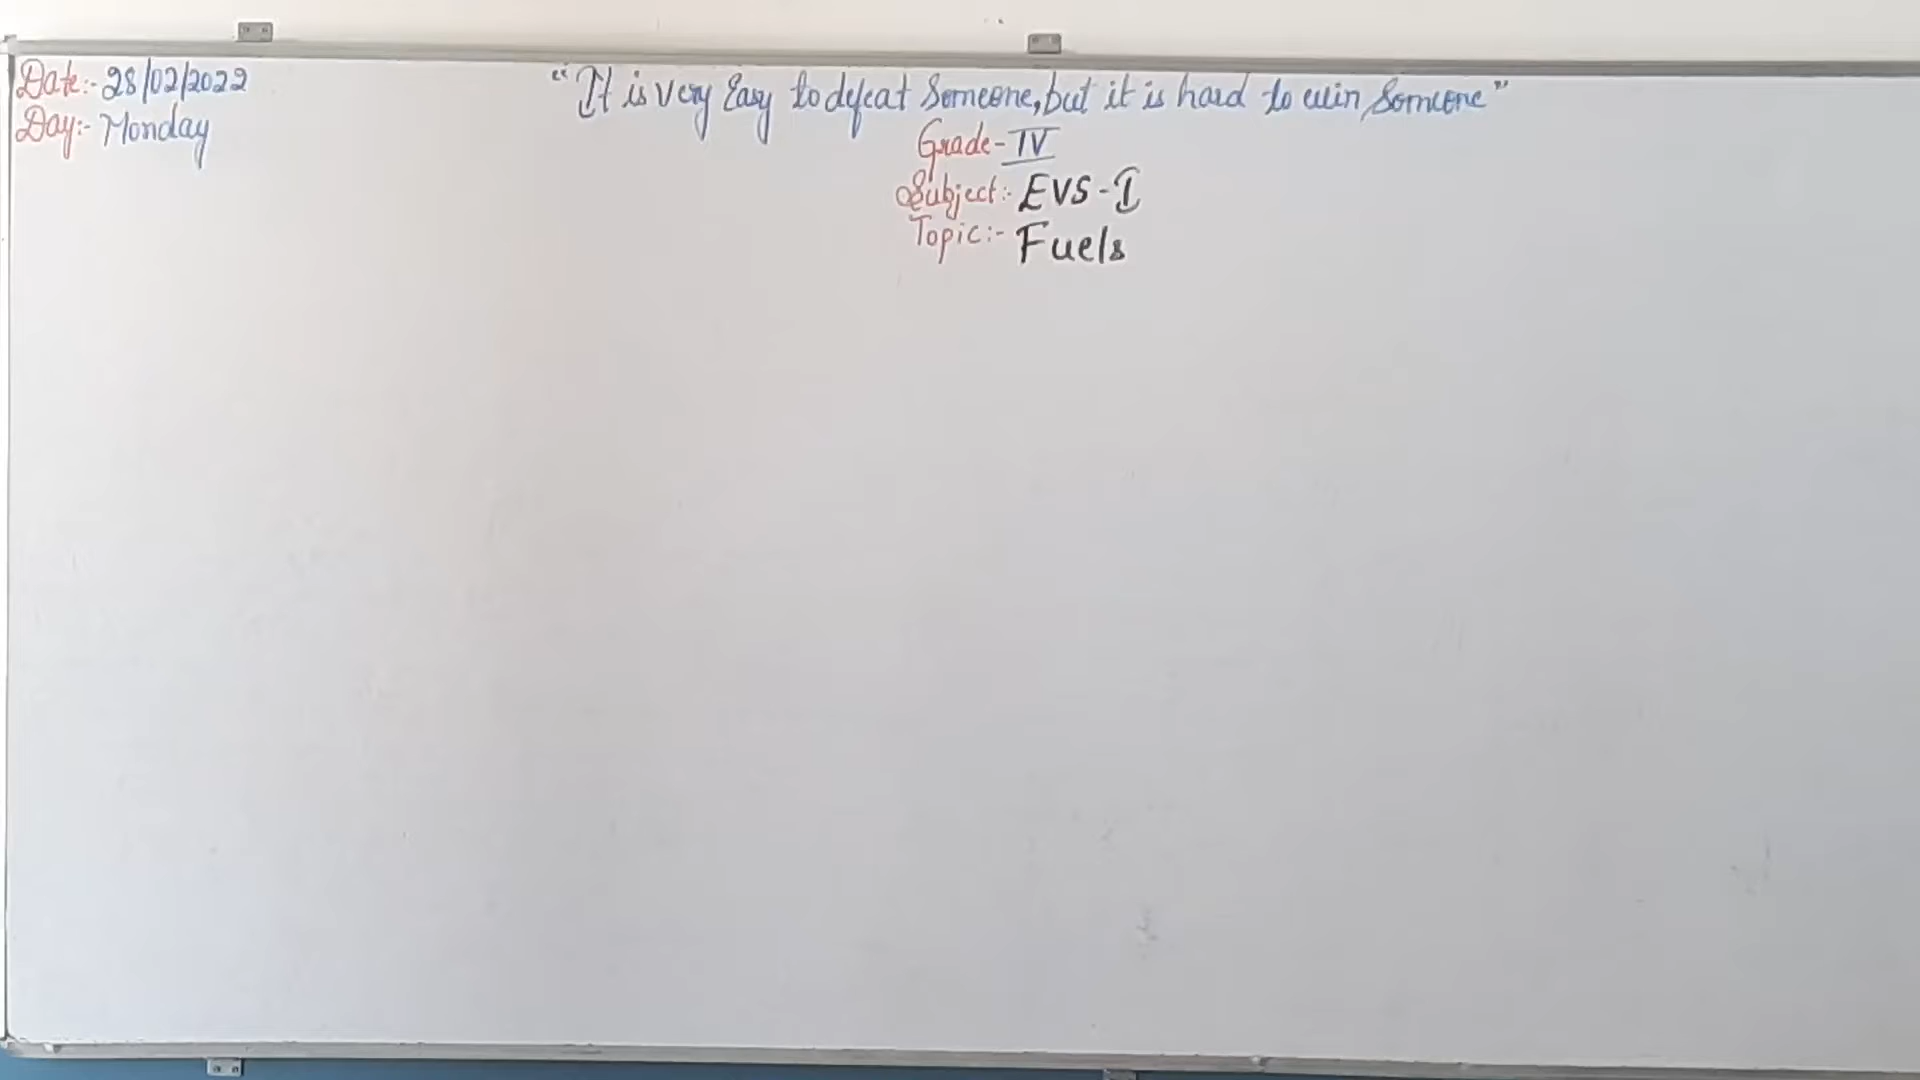 Date:- 28/02/2022
Day:- Monday
"It is very Easy to defeat Someone, but it is hard to win Someone"
Grade- IV
Subject:- EVS-I
Topic:- Fuels